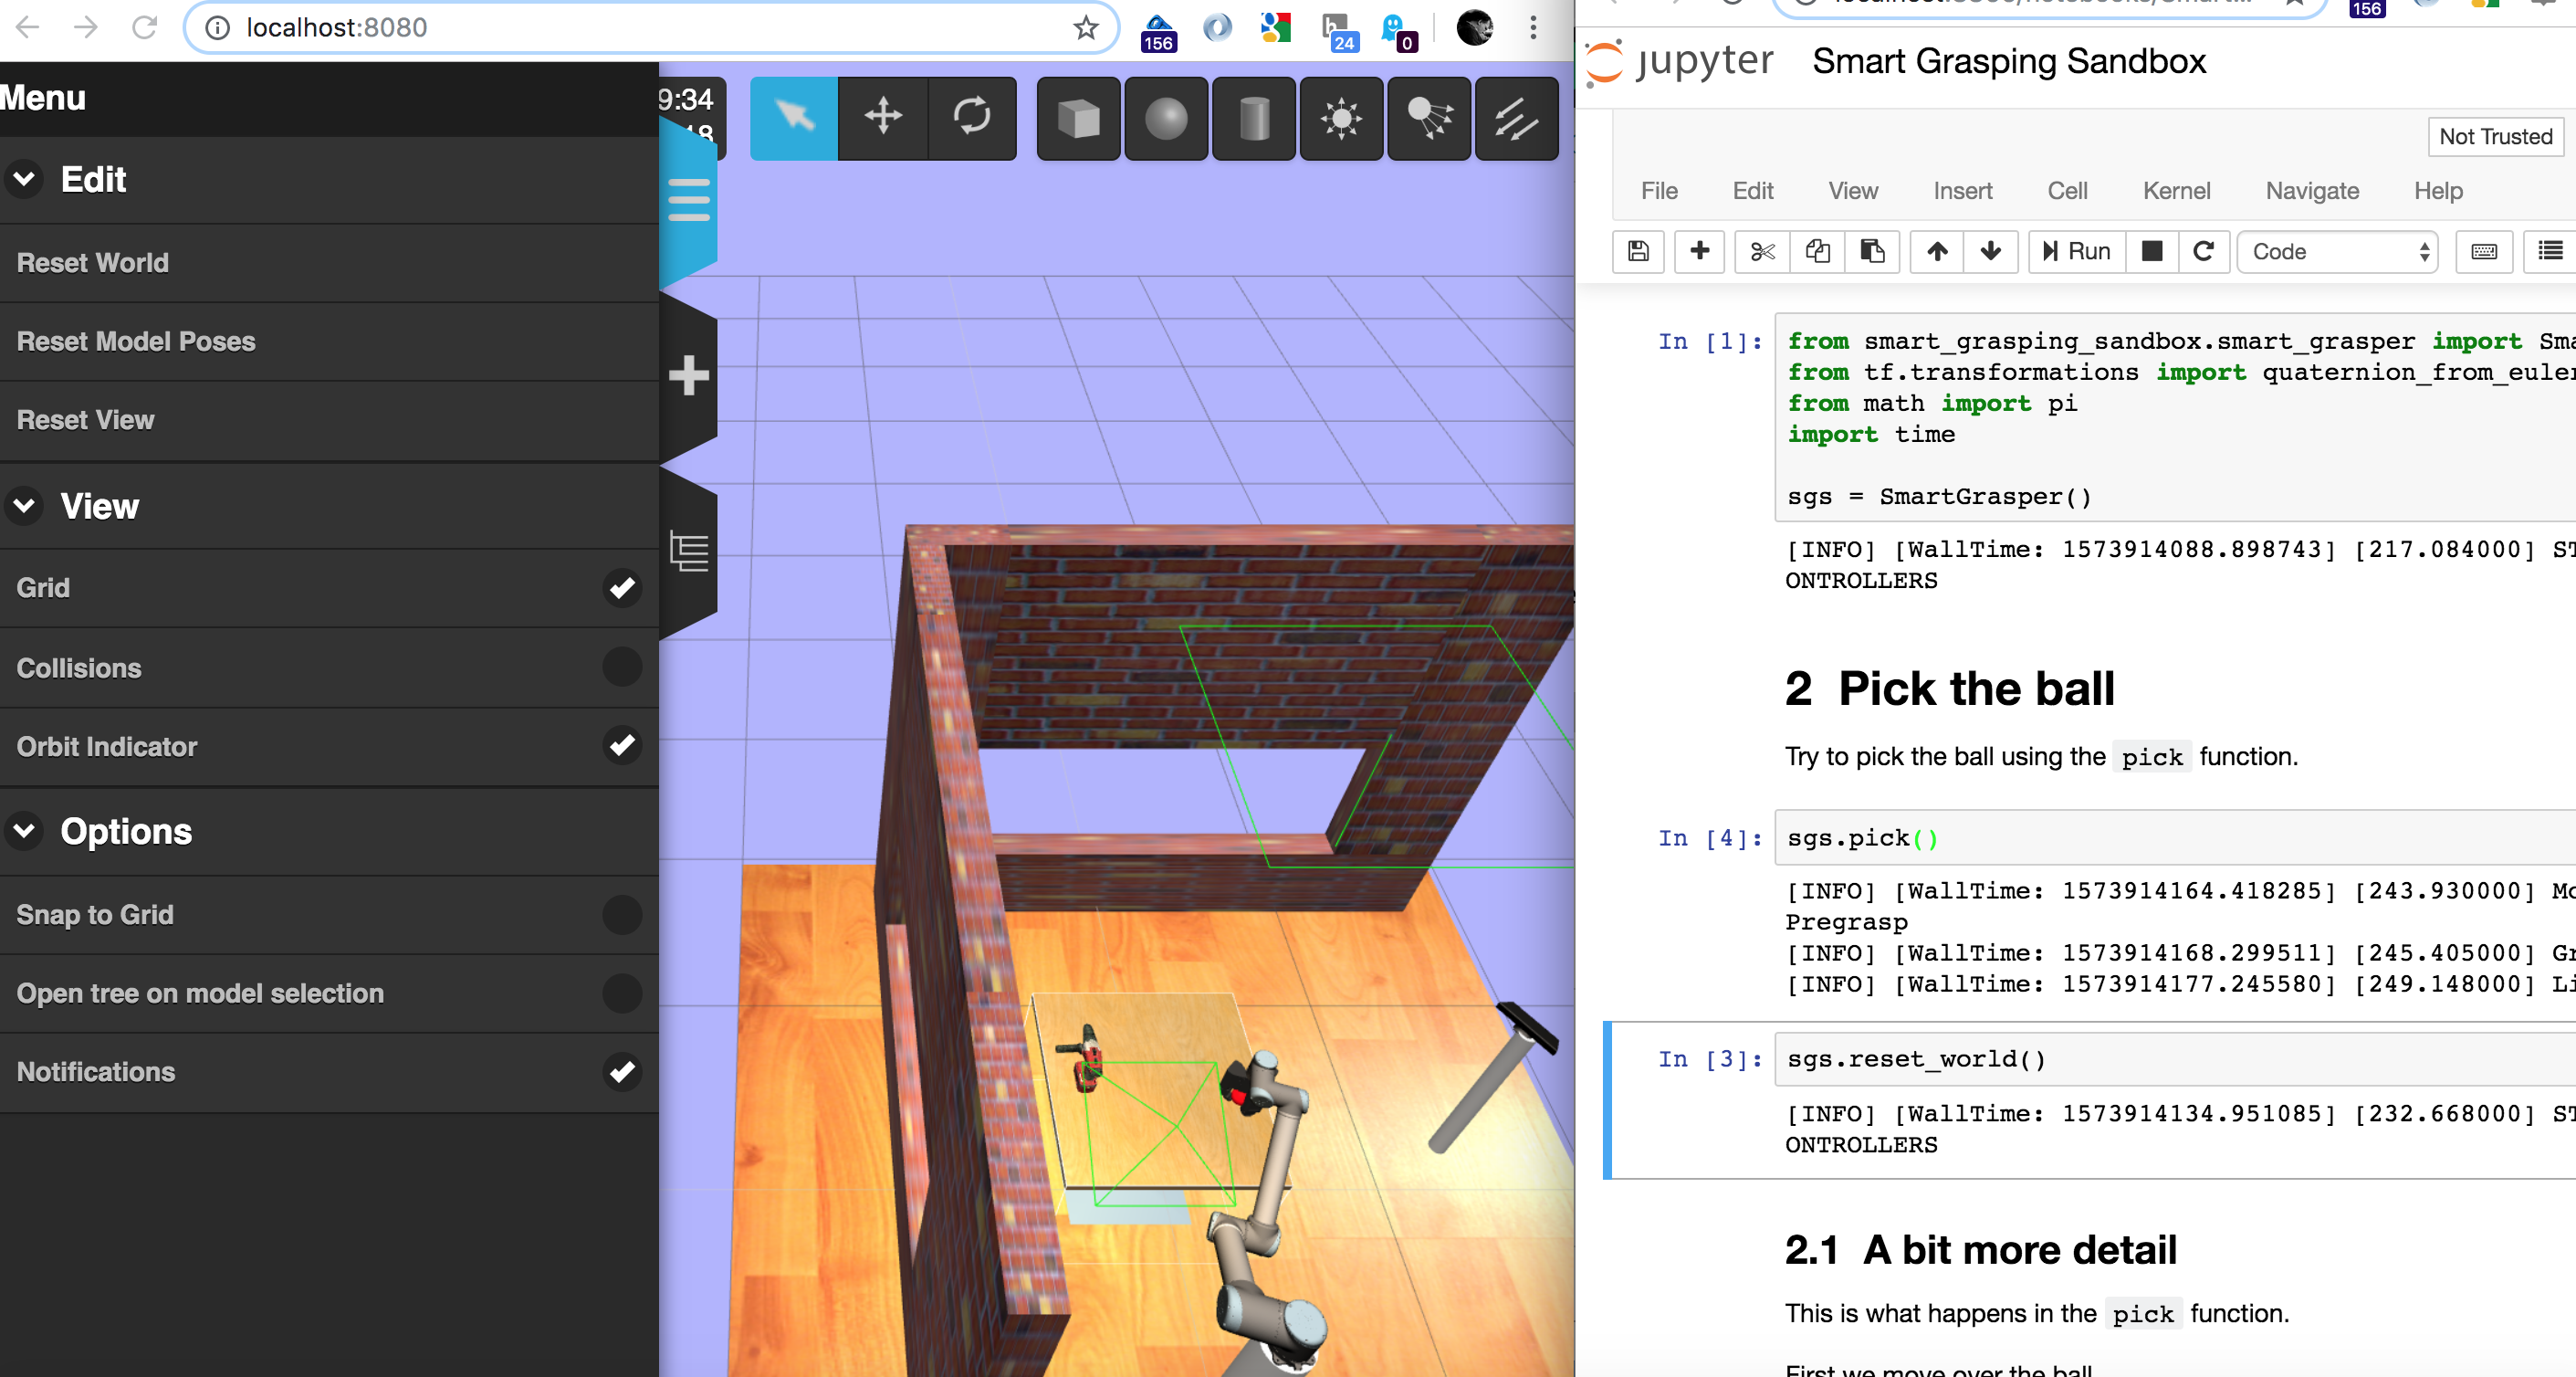 localhost:8080
156
24
0
Menu
Edit
Reset World
Reset Model Poses
Reset View
View
Grid
Collisions
Orbit Indicator
Options
Snap to Grid
Open tree on model selection
Notifications
9:34
18
156
jupyter Smart Grasping Sandbox
Not Trusted
File Edit View Insert Cell Kernel Navigate Help
Run Code
In [1]: from smart_grasping_sandbox.smart_grasper import Sma
from tf.transformations import quaternion_from_euler
from math import pi
import time
sgs = SmartGrasper()
[INFO] [WallTime: 1573914088.898743] [217.084000] ST
ONTROLLERS
2 Pick the ball
Try to pick the ball using the pick function.
In [4]: sgs.pick()
[INFO] [WallTime: 1573914164.418285] [243.930000] Mo
Pregrasp
[INFO] [WallTime: 1573914168.299511] [245.405000] Gr
[INFO] [WallTime: 1573914177.245580] [249.148000] Li
In [3]: sgs.reset_world()
[INFO] [WallTime: 1573914134.951085] [232.668000] ST
ONTROLLERS
2.1 A bit more detail
This is what happens in the pick function.
First we move over the ball